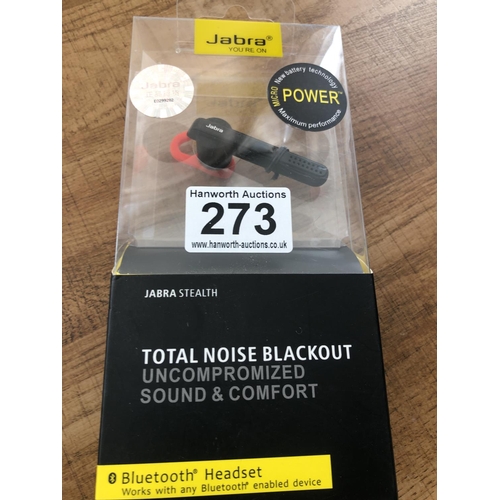 Jabra®
YOU'RE ON
New battery technology
MICRO
POWER™
Maximum performance
Jabra
Hanworth Auctions
273
www.hanworth-auctions.co.uk
JABRA STEALTH
TOTAL NOISE BLACKOUT
UNCOMPROMIZED
SOUND & COMFORT
Bluetooth® Headset
Works with any Bluetooth® enabled device